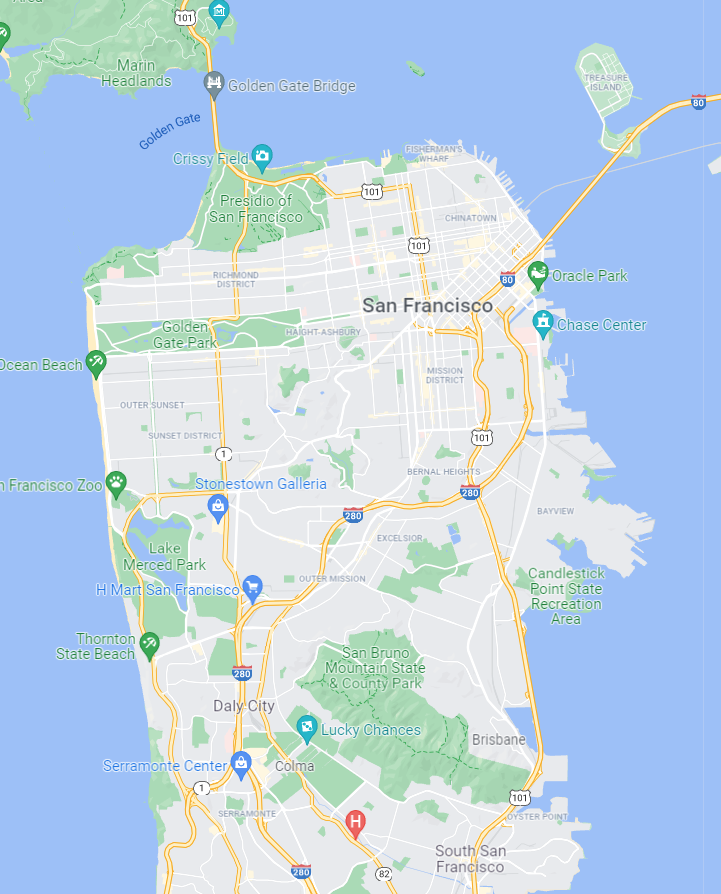 101
Marin
Headlands
Golden Gate Bridge
TREASURE
ISLAND
80
Golden Gate
Crissy Field
FISHERMAN'S
WHARF
101
Presidio of
San Francisco
CHINATOWN
101
RICHMOND
DISTRICT
80
Oracle Park
San Francisco
Golden
Gate Park
HAIGHT-ASHBURY
Chase Center
Ocean Beach
MISSION
DISTRICT
OUTER SUNSET
SUNSET DISTRICT
101
1
BERNAL HEIGHTS
n Francisco Zoo
Stonestown Galleria
280
280
BAYVIEW
EXCELSIOR
Lake
Merced Park
OUTER MISSION
Candlestick
Point State
Recreation
Area
H Mart San Francisco
Thornton
State Beach
San Bruno
Mountain State
& County Park
280
Daly City
Lucky Chances
Brisbane
Serramonte Center
Colma
1
101
SERRAMONTE
H
OYSTER POINT
South San
Francisco
280
82